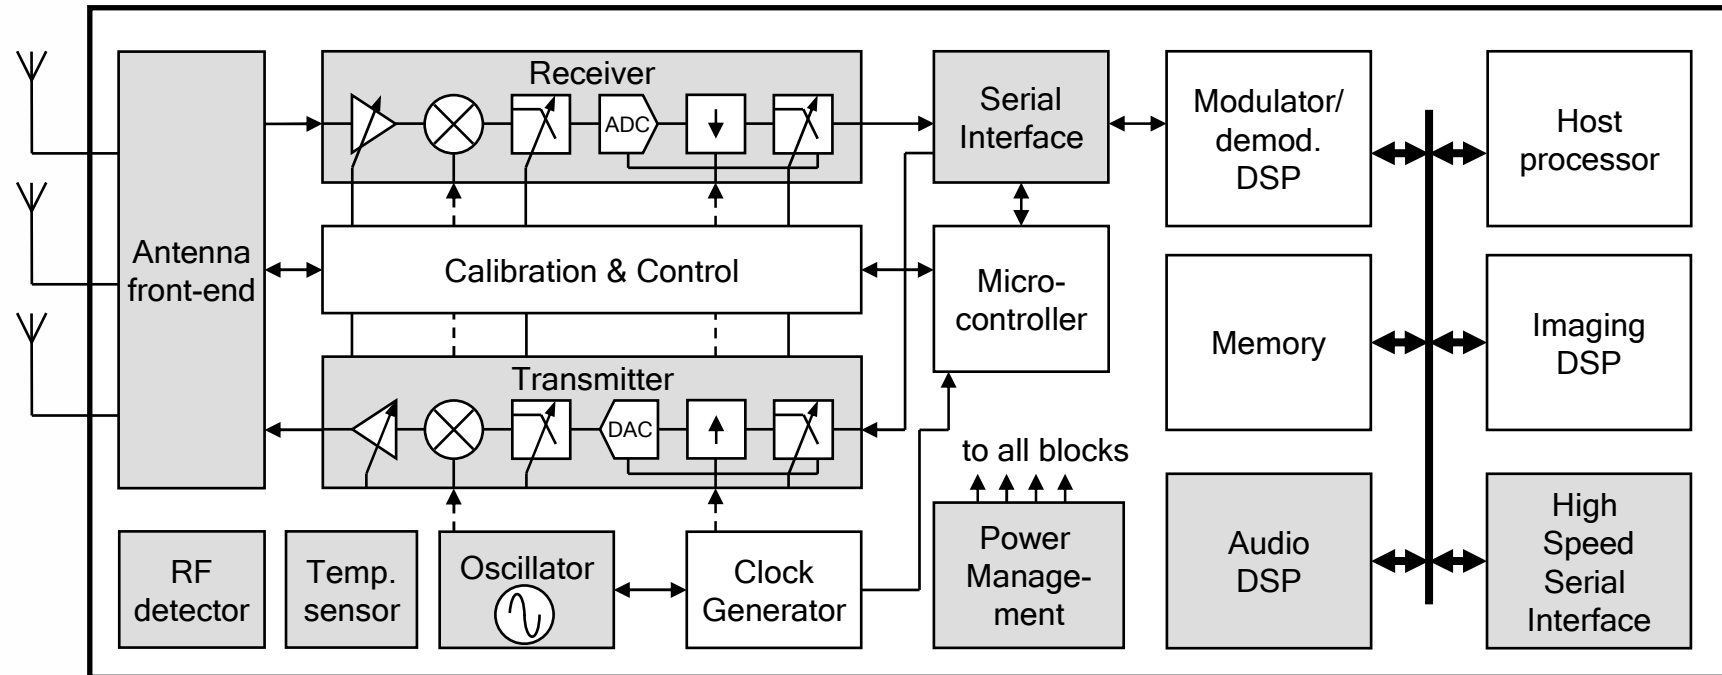 Receiver
ADC
Serial
Interface
Modulator/
demod.
DSP
Host
processor
Antenna
front-end
Calibration & Control
Micro-
controller
Memory
Imaging
DSP
Transmitter
DAC
to all blocks
RF
detector
Temp.
sensor
Oscillator
Clock
Generator
Power
Manage-
ment
Audio
DSP
High
Speed
Serial
Interface